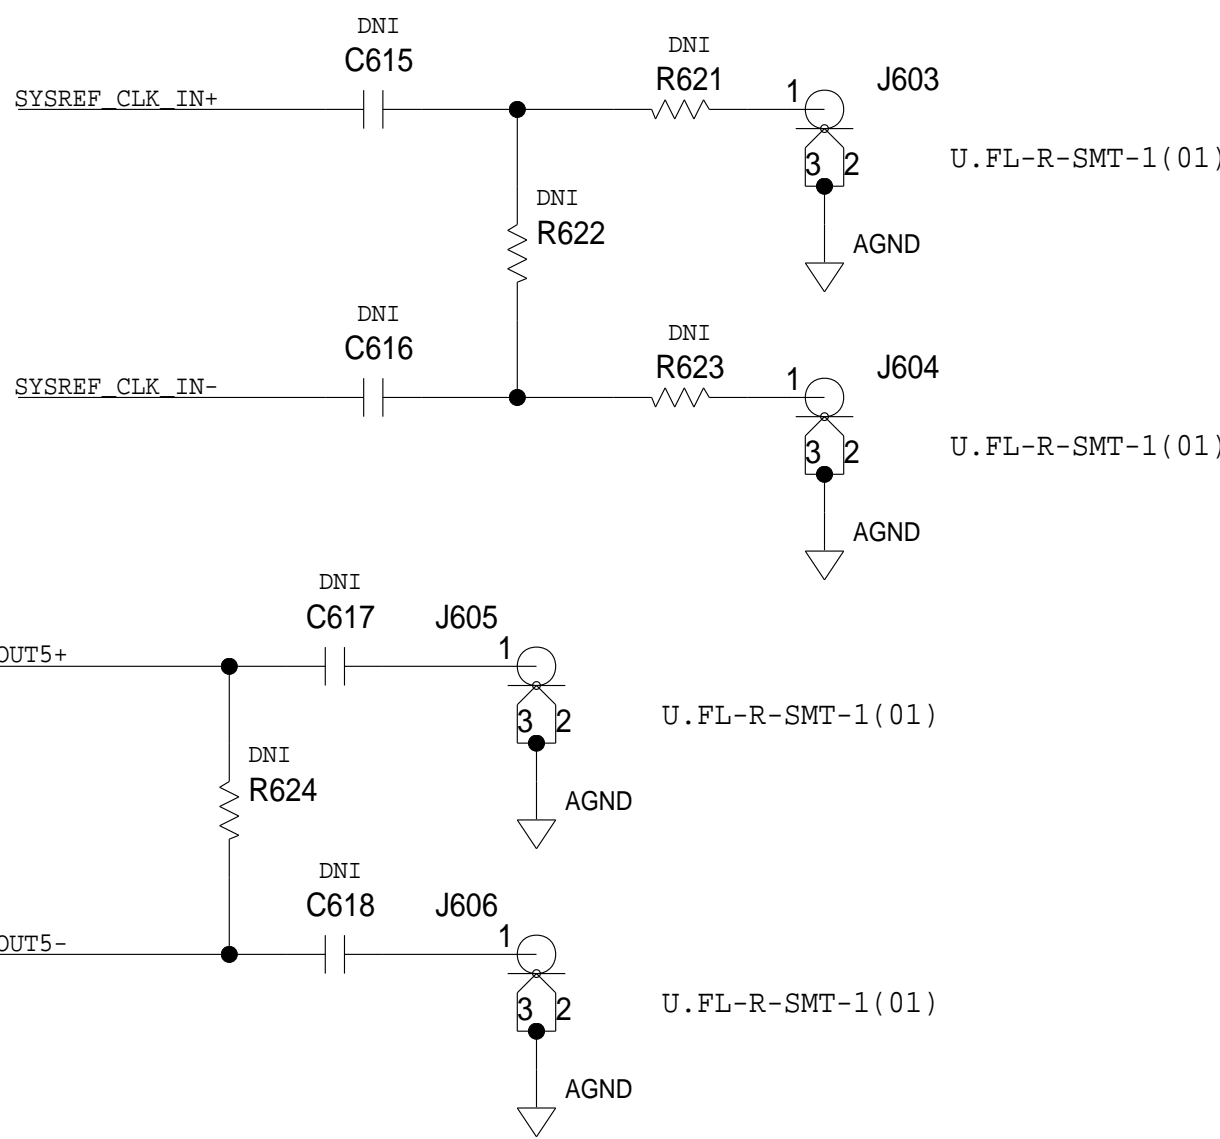 DNI
C615
SYSREF_CLK_IN+
DNI
R621
1
J603
3 2
U.FL-R-SMT-1(01)
AGND
DNI
R622
DNI
C616
SYSREF_CLK_IN-
DNI
R623
1
J604
3 2
U.FL-R-SMT-1(01)
AGND
DNI
C617
J605
OUT5+
1
3 2
U.FL-R-SMT-1(01)
AGND
DNI
R624
DNI
C618
J606
OUT5-
1
3 2
U.FL-R-SMT-1(01)
AGND